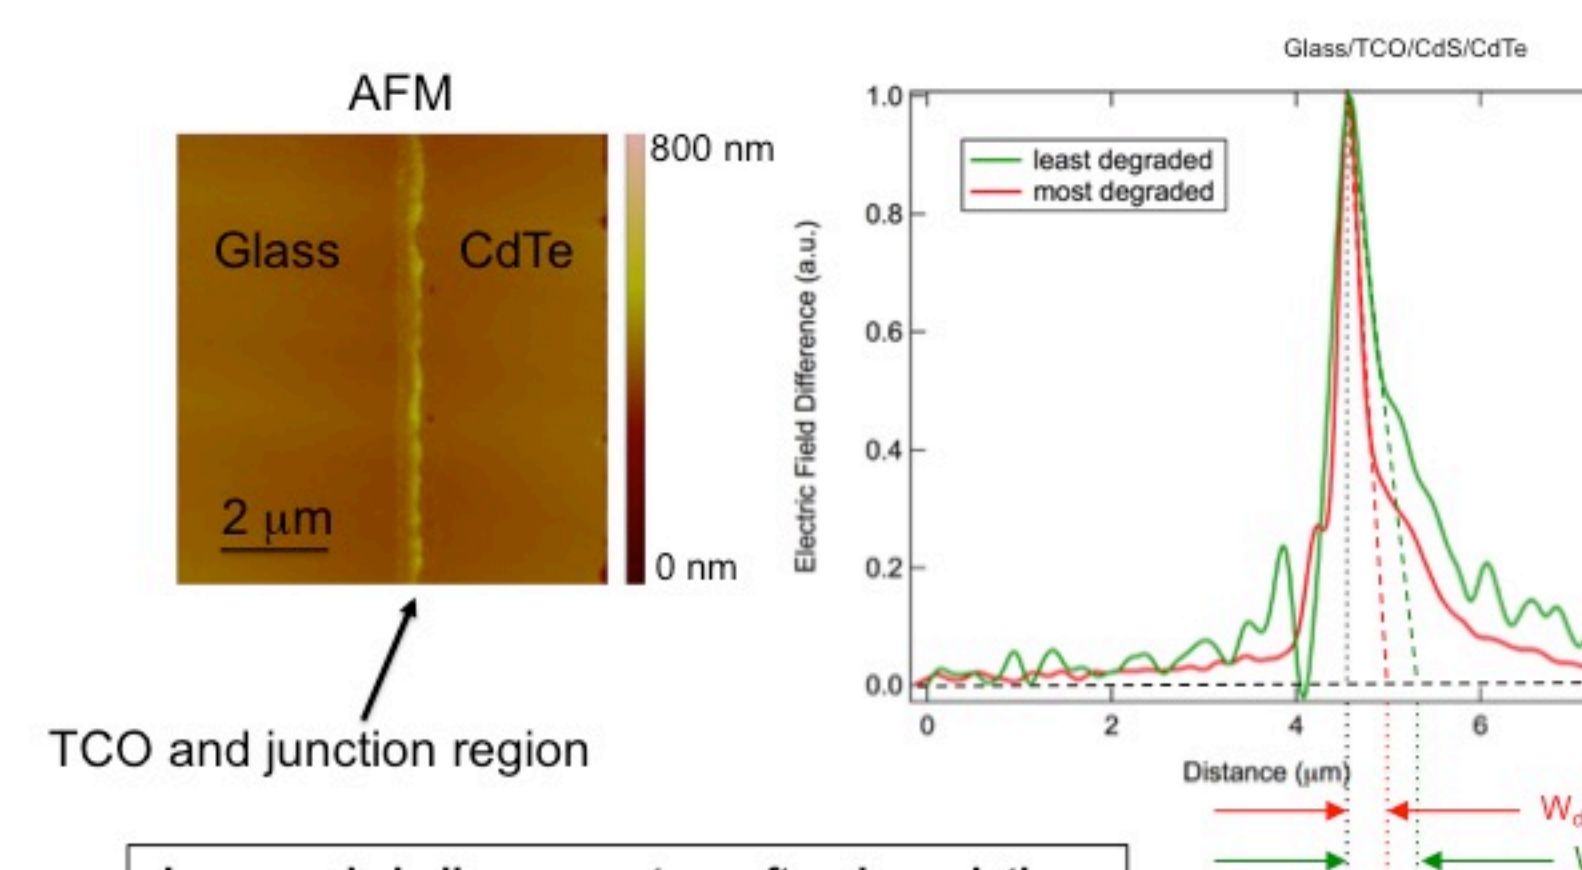 AFM
800 nm
Glass
CdTe
2 μm
0 nm
TCO and junction region
Glass/TCO/CdS/CdTe
least degraded
most degraded
Electric Field Difference (a.u.)
1.0
0.8
0.6
0.4
0.2
0.0
0 2 4 6
Distance (μm)
W